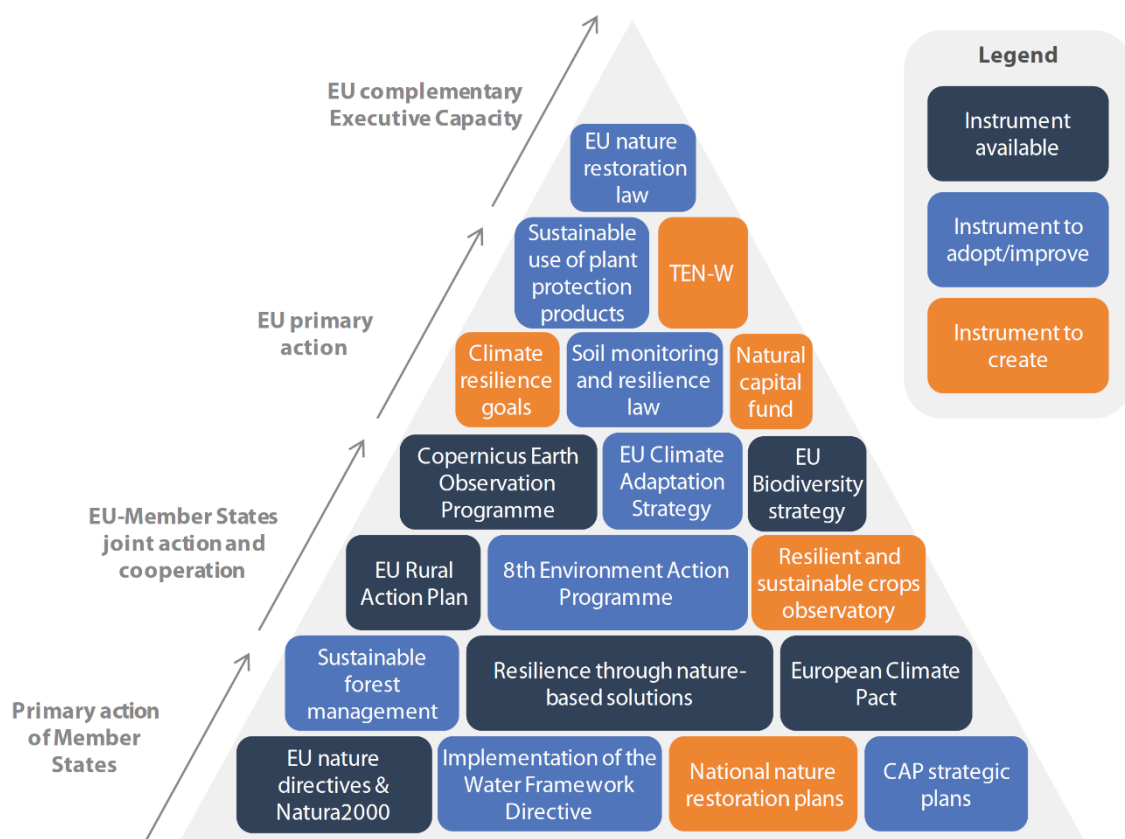 EU complementary
Executive Capacity
EU primary
action
EU-Member States
joint action and
cooperation
Primary action
of Member
States
EU nature
restoration
law
Sustainable
use of plant
protection
products
TEN-W
Climate
resilience
goals
Soil monitoring
and resilience
law
Natural
capital
fund
Copernicus Earth
Observation
Programme
EU Climate
Adaptation
Strategy
EU
Biodiversity
strategy
EU Rural
Action Plan
8th Environment Action
Programme
Resilient and
sustainable crops
observatory
Sustainable
forest
management
Resilience through nature-
based solutions
European Climate
Pact
EU nature
directives &
Natura2000
Implementation of the
Water Framework
Directive
National nature
restoration plans
CAP strategic
plans
Legend
Instrument
available
Instrument to
adopt/improve
Instrument to
create